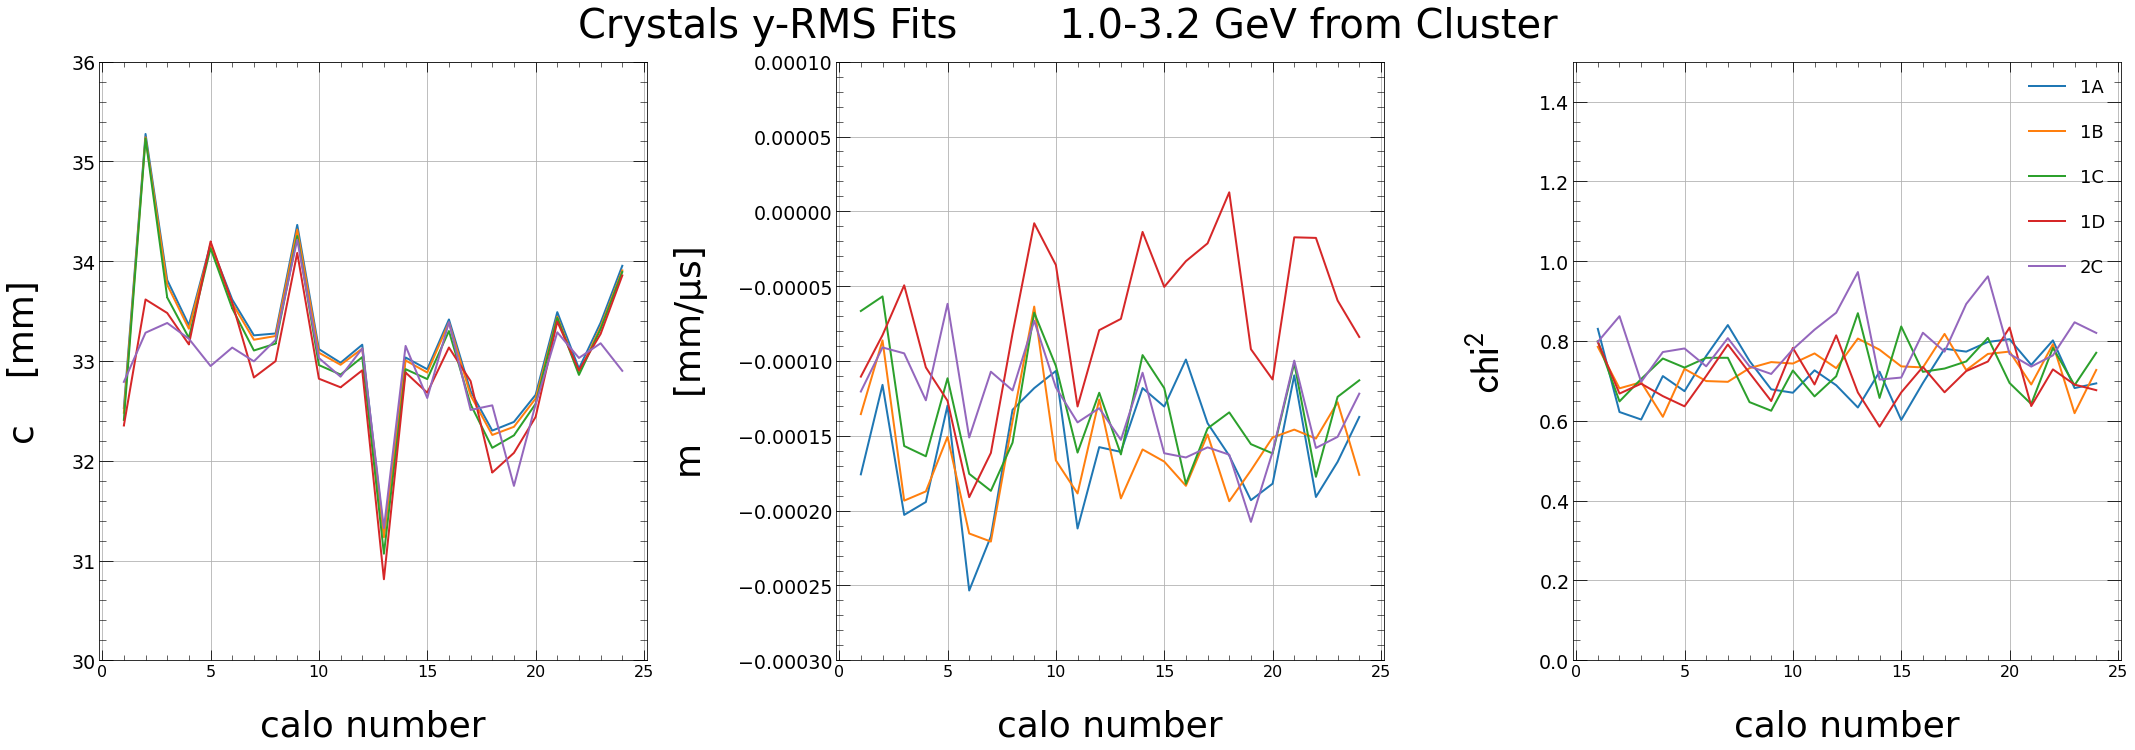 Crystals y-RMS Fits 1.0-3.2 GeV from Cluster
36
35
34
33
32
31
30
0 5 10 15 20 25
c [mm]
calo number
0.00010
0.00005
0.00000
−0.00005
−0.00010
−0.00015
−0.00020
−0.00025
−0.00030
0 5 10 15 20 25
m [mm/μs]
calo number
1.4
1.2
1.0
0.8
0.6
0.4
0.2
0.0
0 5 10 15 20 25
chi²
calo number
1A
1B
1C
1D
2C